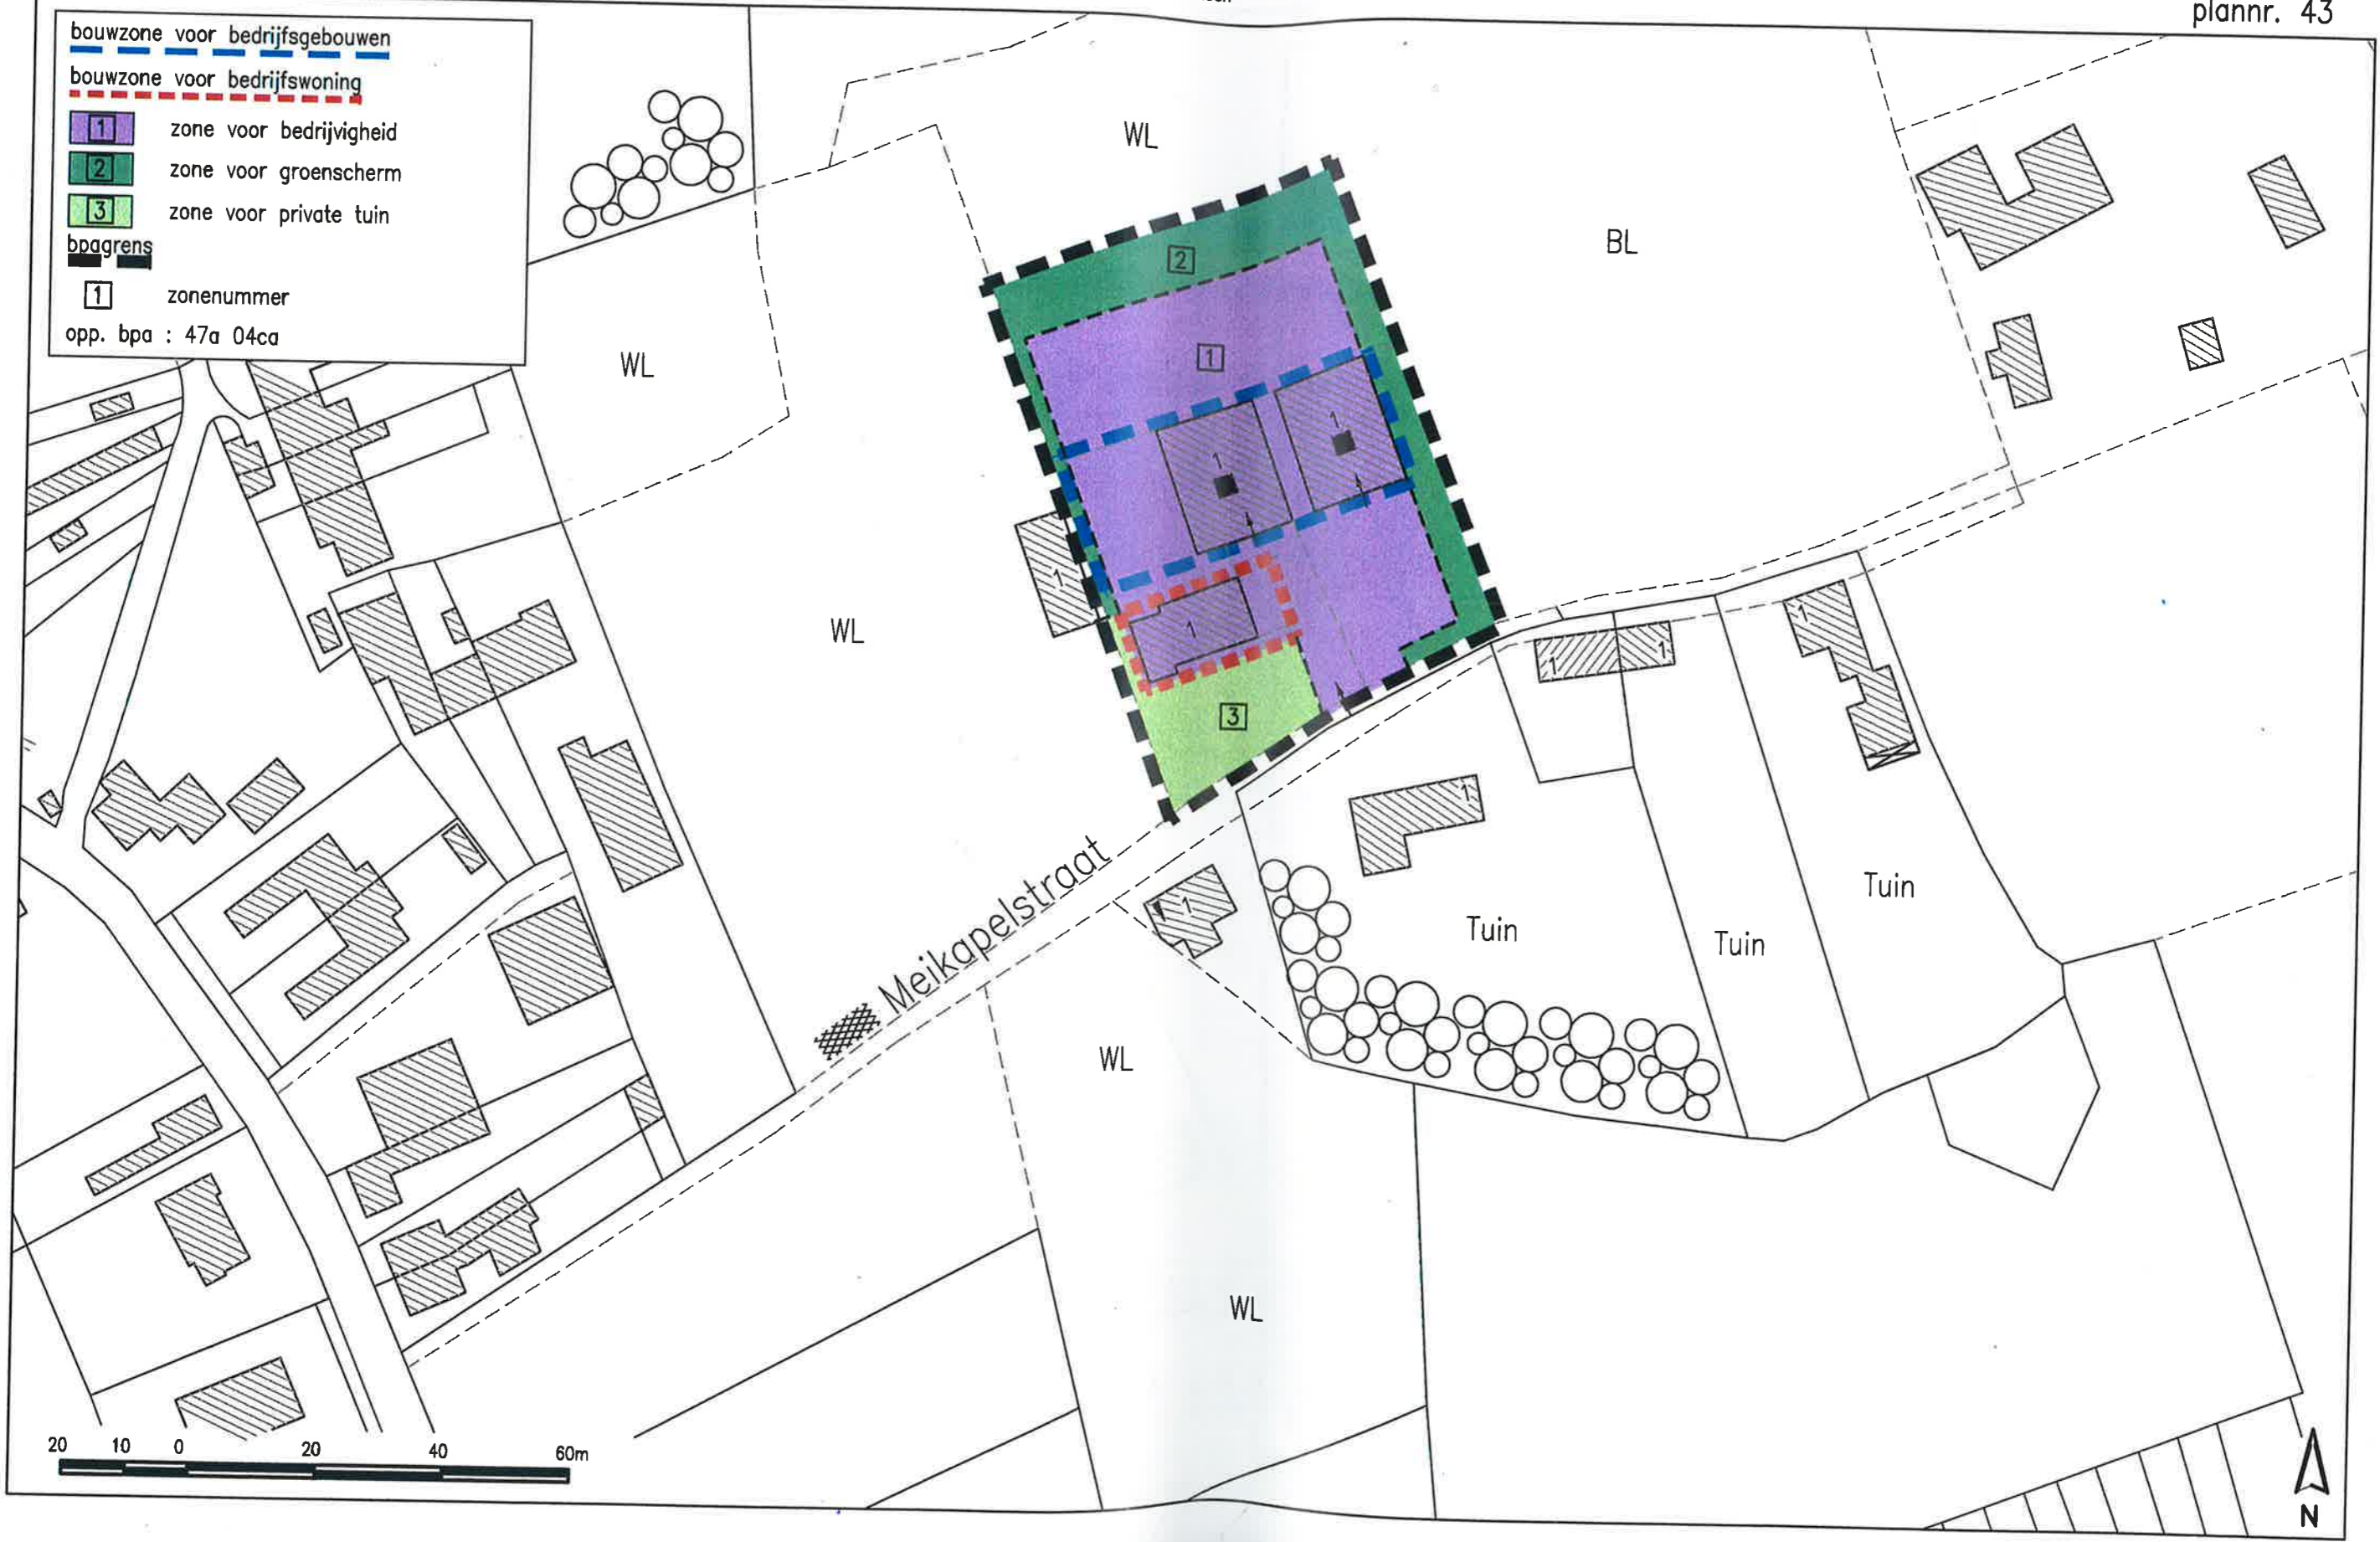 plannr. 43
bouwzone voor bedrijfsgebouwen
bouwzone voor bedrijfswoning
1 zone voor bedrijvigheid
2 zone voor groenscherm
3 zone voor private tuin
bpagrens
1 zonenummer
opp. bpa : 47a 04ca
WL
BL
2
WL
1
1
1
1
WL
1
1
1
1
3
Meikapelstraat
1
1
Tuin
Tuin
Tuin
WL
WL
20 10 0 20 40 60m
N